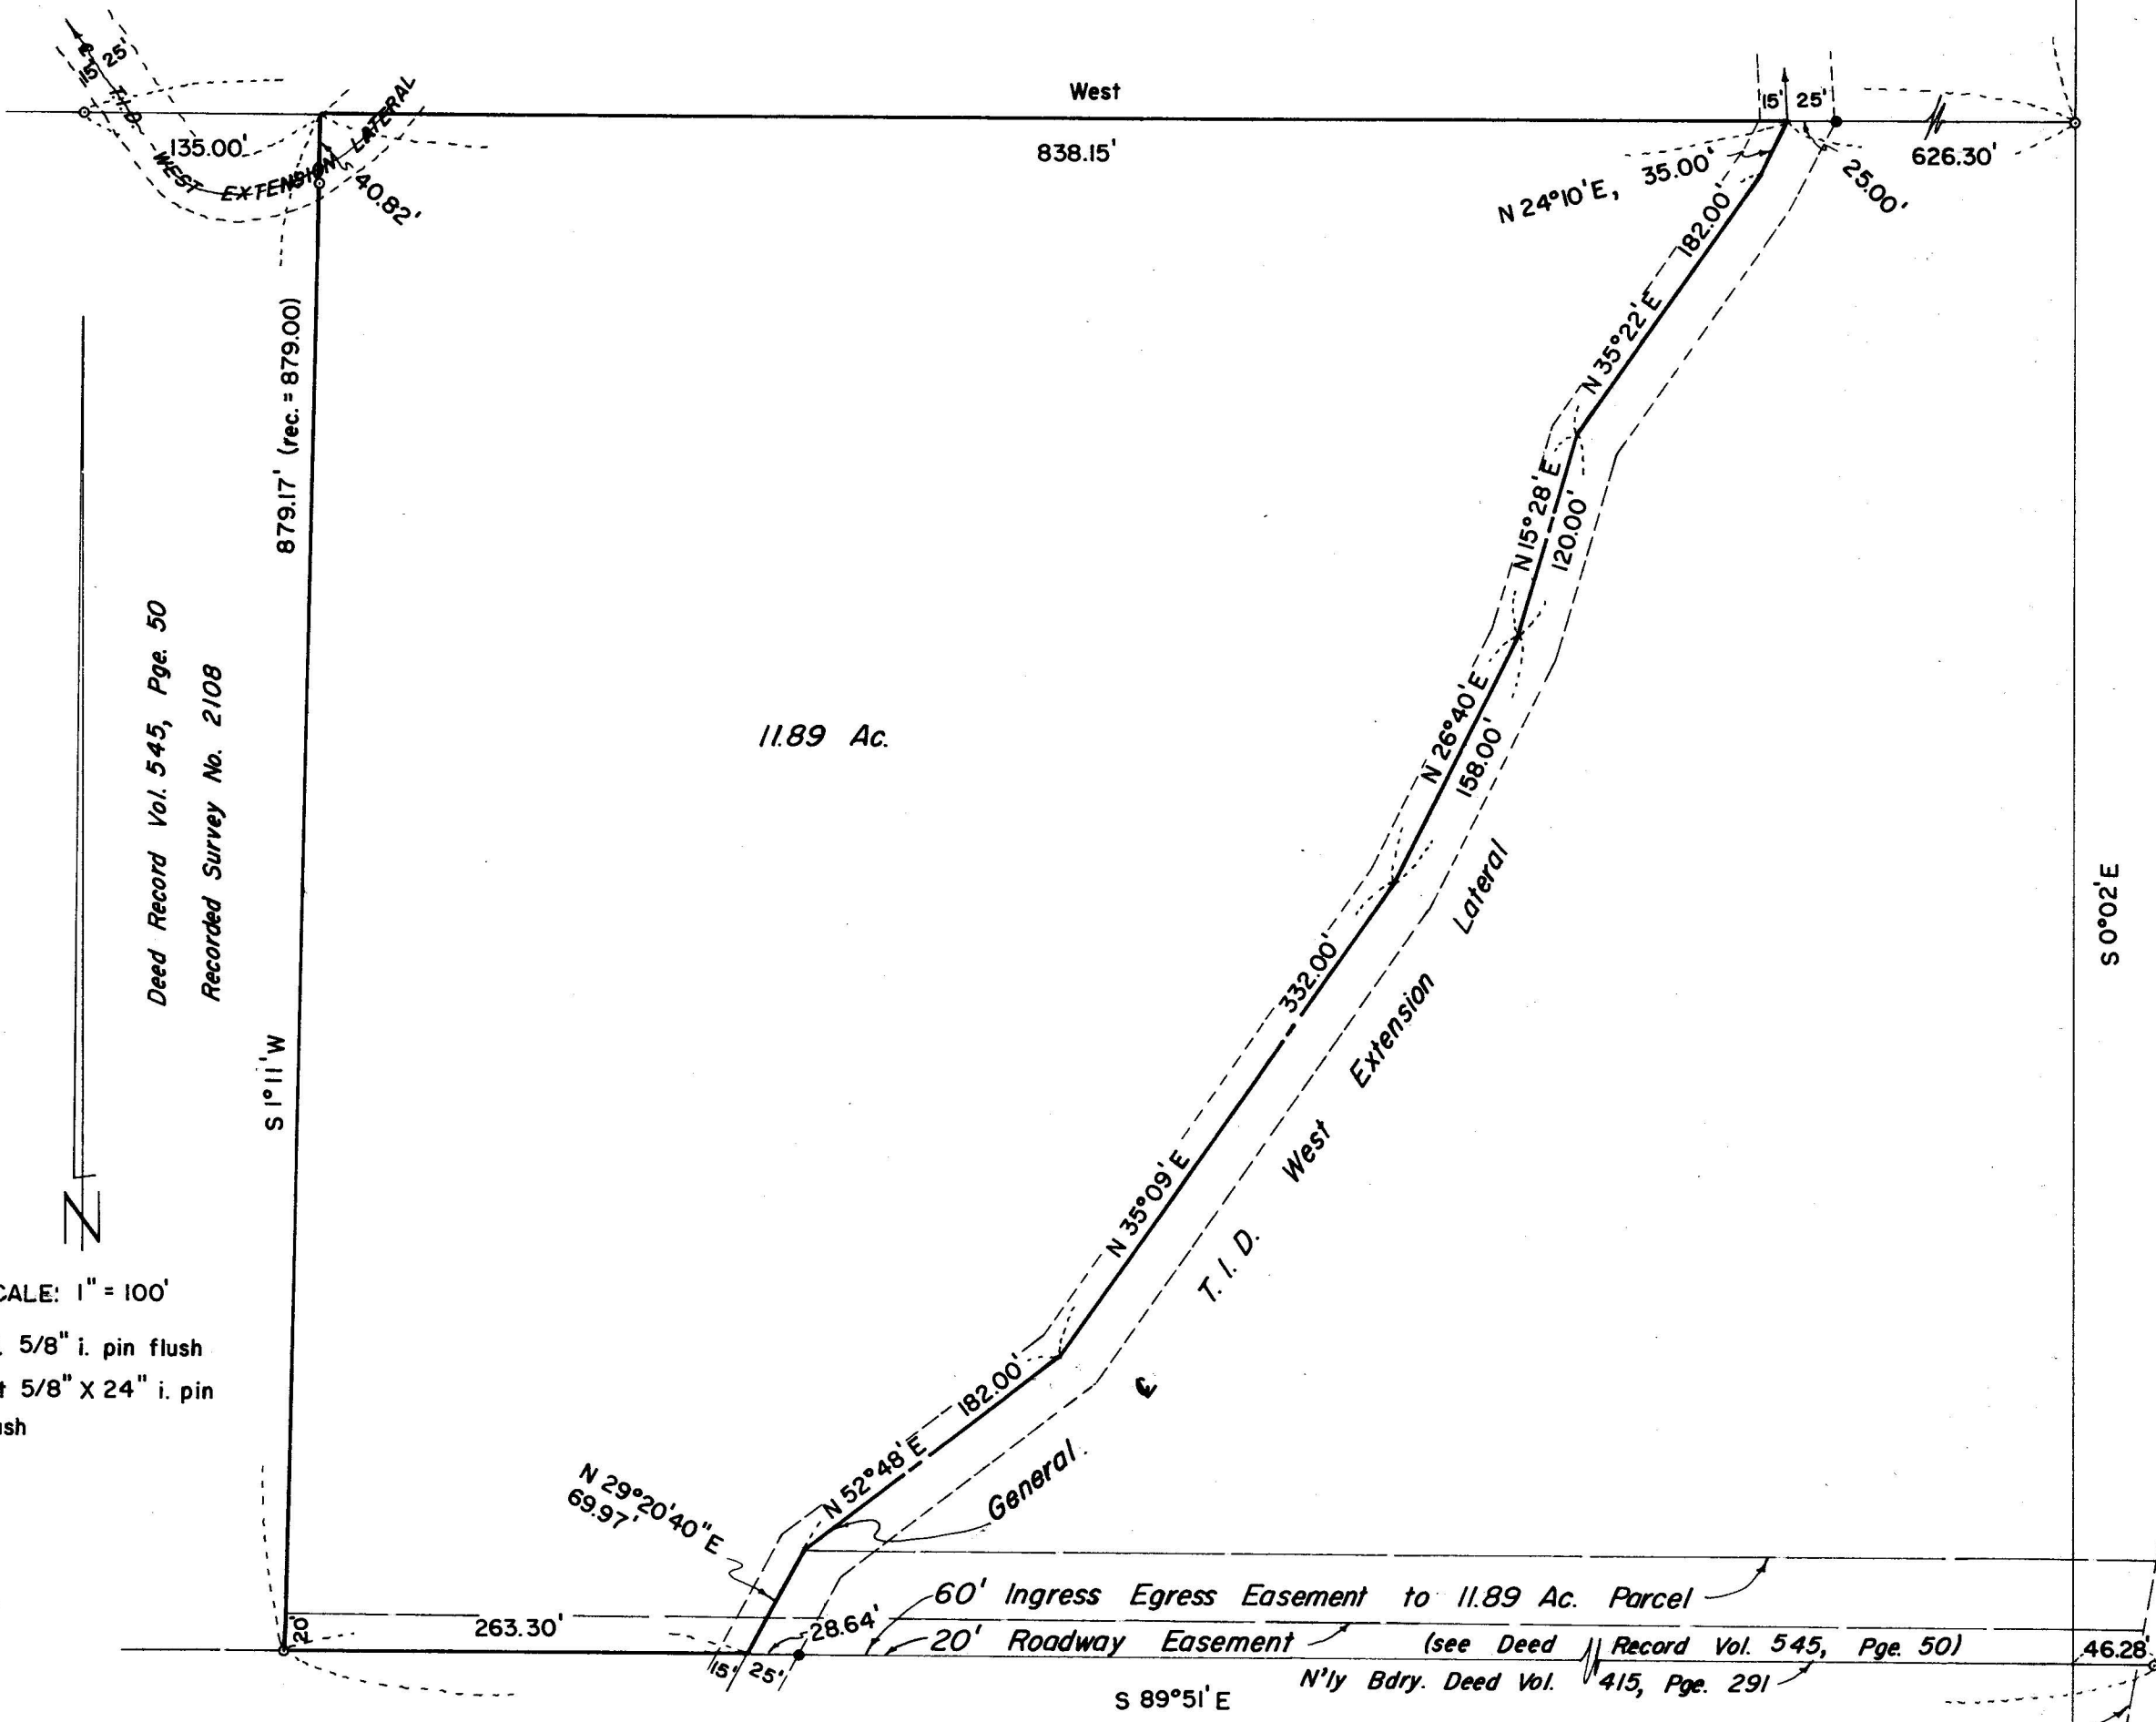 15' 25'
T.I.D.
WEST EXTENSION LATERAL
135.00'
40.82'
West
838.15'
15' 25'
N 24°10'E, 35.00'
25.00'
626.30'
182.00'
N 35°22'E
879.17' (rec. = 879.00)
N 15°28'E
120.00'
Deed Record Vol. 545, Pge. 50
Recorded Survey No. 2108
11.89 Ac.
N 26°40'E
158.00'
S 0°02'E
332.00'
S 1°11'W
N 35°09'E
T. I. D. West Extension Lateral
N
CALE: 1" = 100'
. 5/8" i. pin flush
t 5/8" X 24" i. pin
ush
182.00'
N 52°48'E
General ℄
N 29°20'40"E
69.97'
60' Ingress Egress Easement to 11.89 Ac. Parcel
20'
263.30'
28.64'
20' Roadway Easement (see Deed Record Vol. 545, Pge. 50)
46.28'
15' 25'
N'ly Bdry. Deed Vol. 415, Pge. 291
S 89°51'E